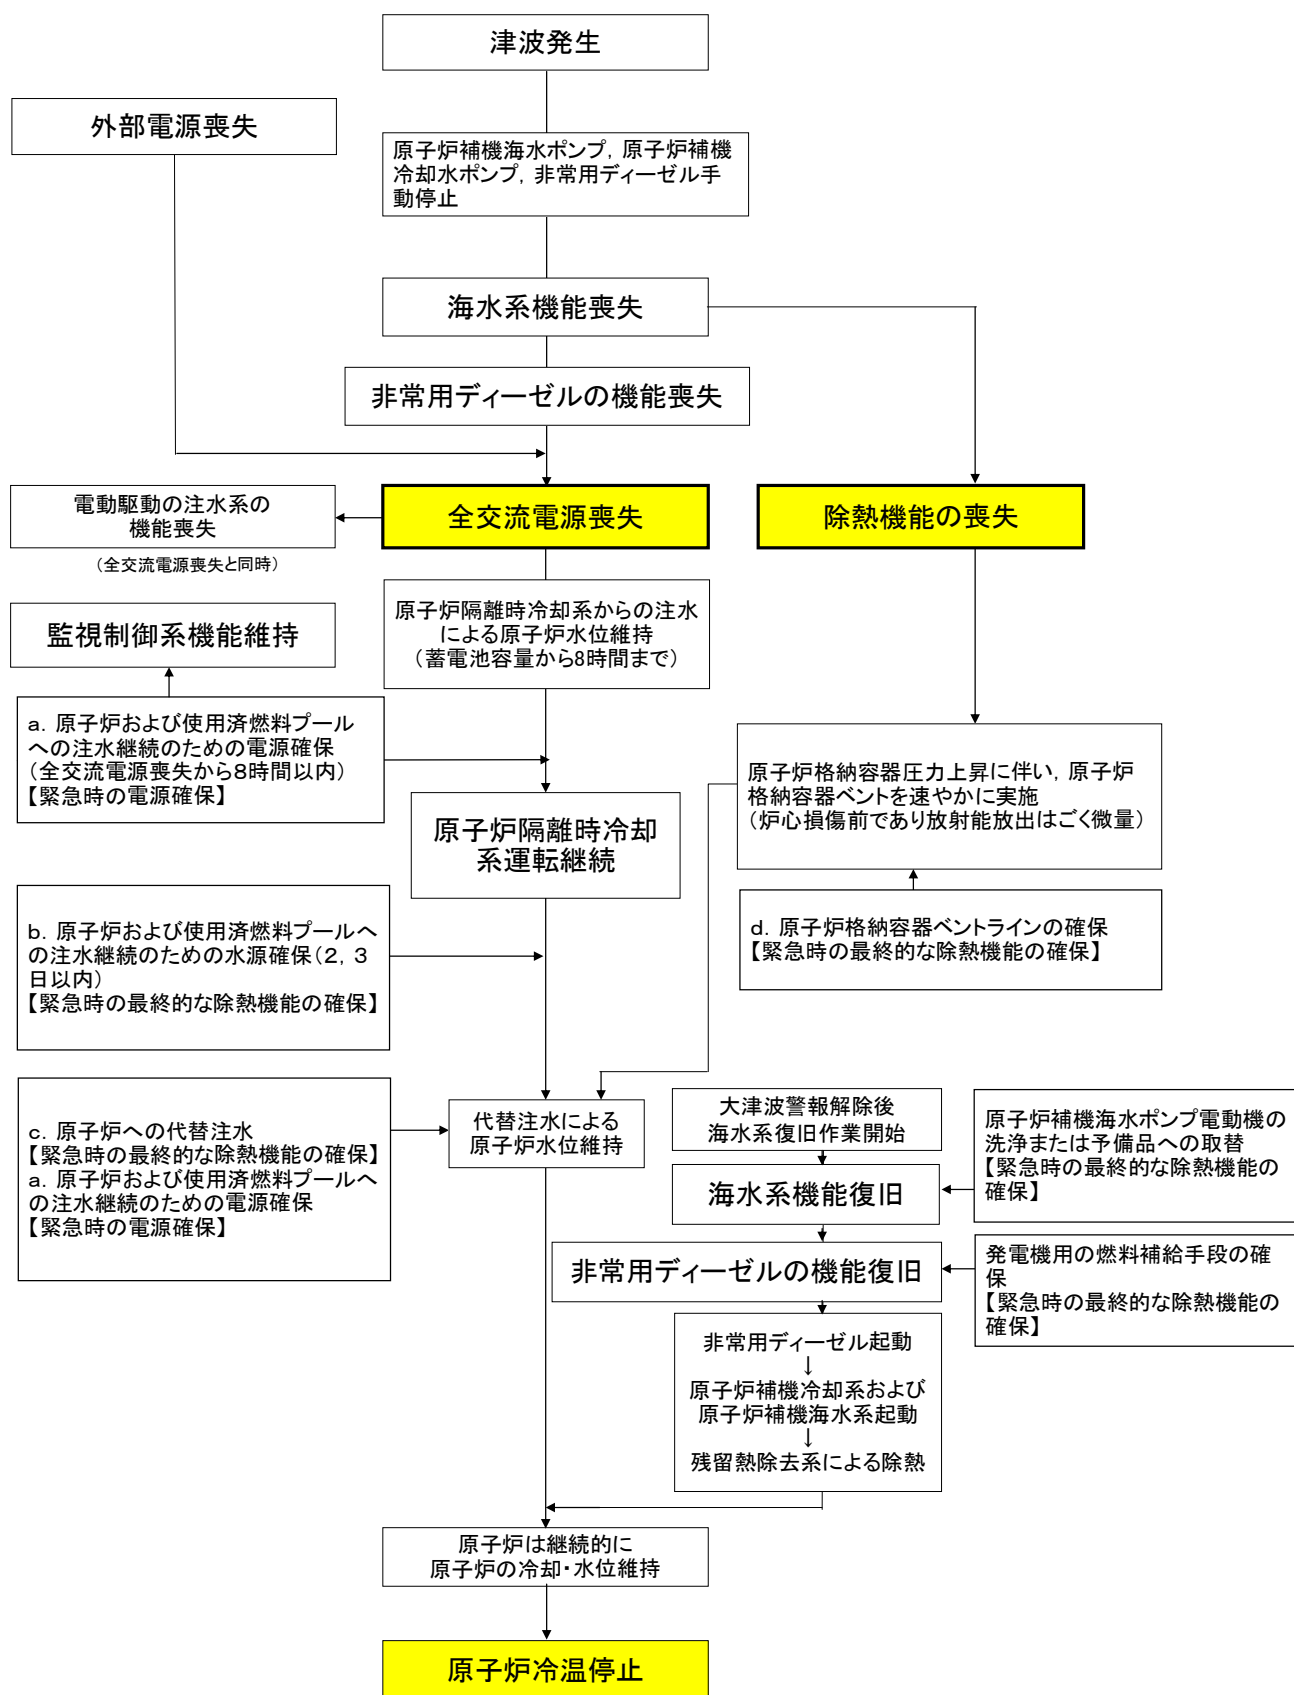 津波発生
外部電源喪失
原子炉補機海水ポンプ，原子炉補機
冷却水ポンプ，非常用ディーゼル手
動停止
海水系機能喪失
非常用ディーゼルの機能喪失
電動駆動の注水系の
機能喪失
（全交流電源喪失と同時）
全交流電源喪失
除熱機能の喪失
監視制御系機能維持
原子炉隔離時冷却系からの注水
による原子炉水位維持
（蓄電池容量から8時間まで）
a．原子炉および使用済燃料プール
への注水継続のための電源確保
（全交流電源喪失から８時間以内）
【緊急時の電源確保】
原子炉格納容器圧力上昇に伴い，原子炉
格納容器ベントを速やかに実施
（炉心損傷前であり放射能放出はごく微量）
原子炉隔離時冷却
系運転継続
b．原子炉および使用済燃料プールへ
の注水継続のための水源確保（２，３
日以内）
【緊急時の最終的な除熱機能の確保】
d．原子炉格納容器ベントラインの確保
【緊急時の最終的な除熱機能の確保】
c．原子炉への代替注水
【緊急時の最終的な除熱機能の確保】
a．原子炉および使用済燃料プールへ
の注水継続のための電源確保
【緊急時の電源確保】
代替注水による
原子炉水位維持
大津波警報解除後
海水系復旧作業開始
原子炉補機海水ポンプ電動機の
洗浄または予備品への取替
【緊急時の最終的な除熱機能の
確保】
海水系機能復旧
非常用ディーゼルの機能復旧
発電機用の燃料補給手段の確
保
【緊急時の最終的な除熱機能の
確保】
非常用ディーゼル起動
↓
原子炉補機冷却系および
原子炉補機海水系起動
↓
残留熱除去系による除熱
原子炉は継続的に
原子炉の冷却・水位維持
原子炉冷温停止